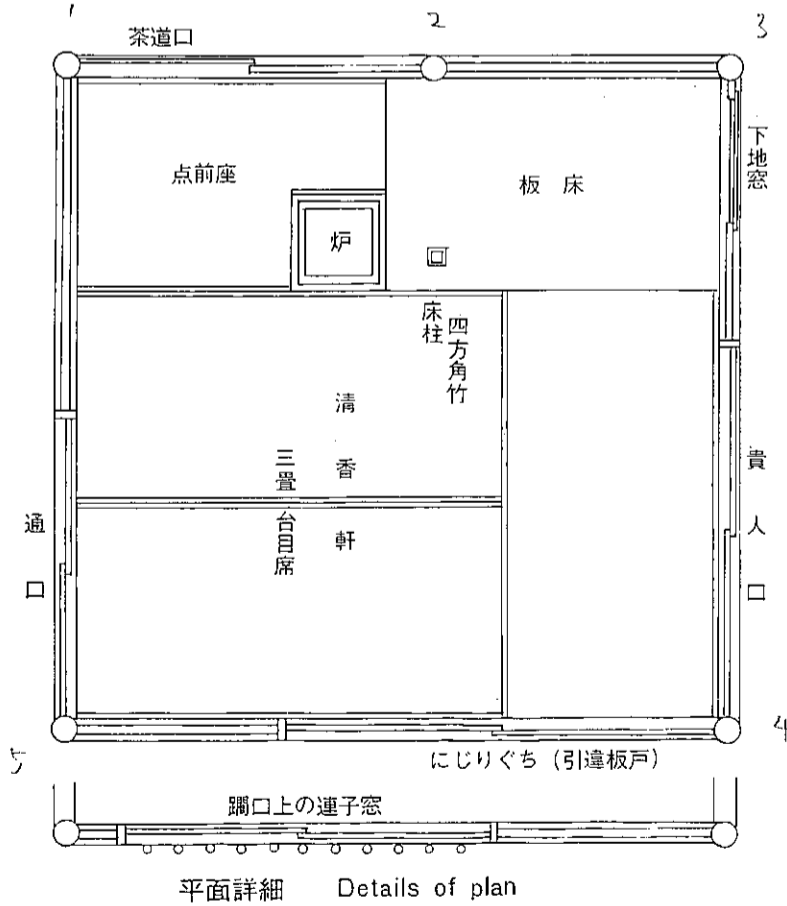 1
2
3
茶道口
下地窓
点前座
板床
炉
床柱
四方角竹
清香軒
三畳台目席
貴人口
通口
4
5
にじりぐち（引違板戸）
躙口上の連子窓
平面詳細 Details of plan